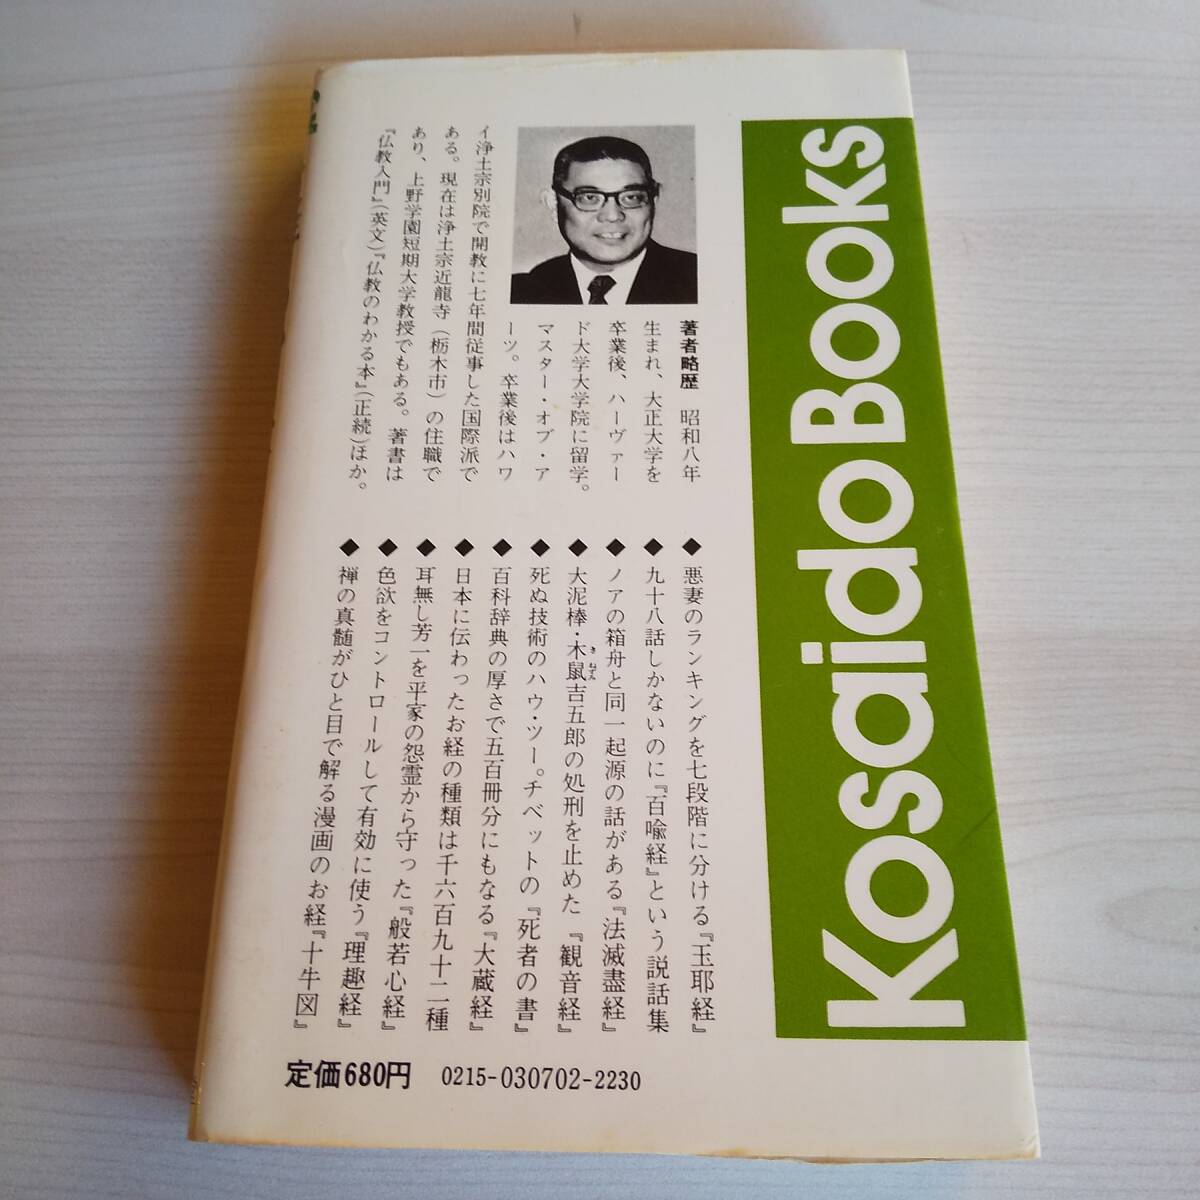 Kosaido Books
著者略歴　昭和八年
生まれ、大正大学を
卒業後、ハーヴァー
ド大学大学院に留学。
マスター・オブ・ア
ーツ。卒業後はハワ
イ浄土宗別院で開教に七年間従事した国際派で
ある。現在は浄土宗近龍寺（栃木市）の住職で
あり、上野学園短期大学教授でもある。著書は
『仏教入門』（英文）『仏教のわかる本』（正続）ほか。
◆悪妻のランキングを七段階に分ける『玉耶経』
◆九十八話しかないのに『百喩経』という説話集
◆ノアの箱舟と同一起源の話がある『法滅盡経』
◆大泥棒・木鼠吉五郎の処刑を止めた『観音経』
きねずみ
◆死ぬ技術のハウ・ツー。チベットの『死者の書』
◆百科辞典の厚さで五百冊分にもなる『大蔵経』
◆日本に伝わったお経の種類は千六百九十二種
◆耳無し芳一を平家の怨霊から守った『般若心経』
◆色欲をコントロールして有効に使う『理趣経』
◆禅の真髄がひと目で解る漫画のお経『十牛図』
定価680円 0215-030702-2230